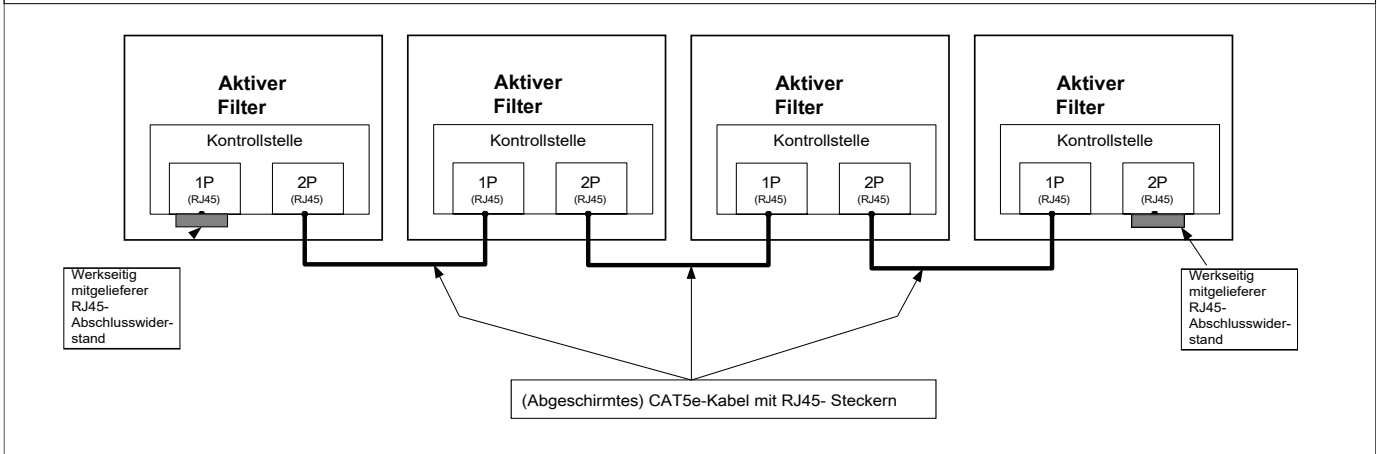 Aktiver
Filter
Kontrollstelle
1P
(RJ45)
2P
(RJ45)
Aktiver
Filter
Kontrollstelle
1P
(RJ45)
2P
(RJ45)
Aktiver
Filter
Kontrollstelle
1P
(RJ45)
2P
(RJ45)
Aktiver
Filter
Kontrollstelle
1P
(RJ45)
2P
(RJ45)
Werkseitig
mitgelieferer
RJ45-
Abschlusswider-
stand
Werkseitig
mitgelieferer
RJ45-
Abschlusswider-
stand
(Abgeschirmtes) CAT5e-Kabel mit RJ45- Steckern